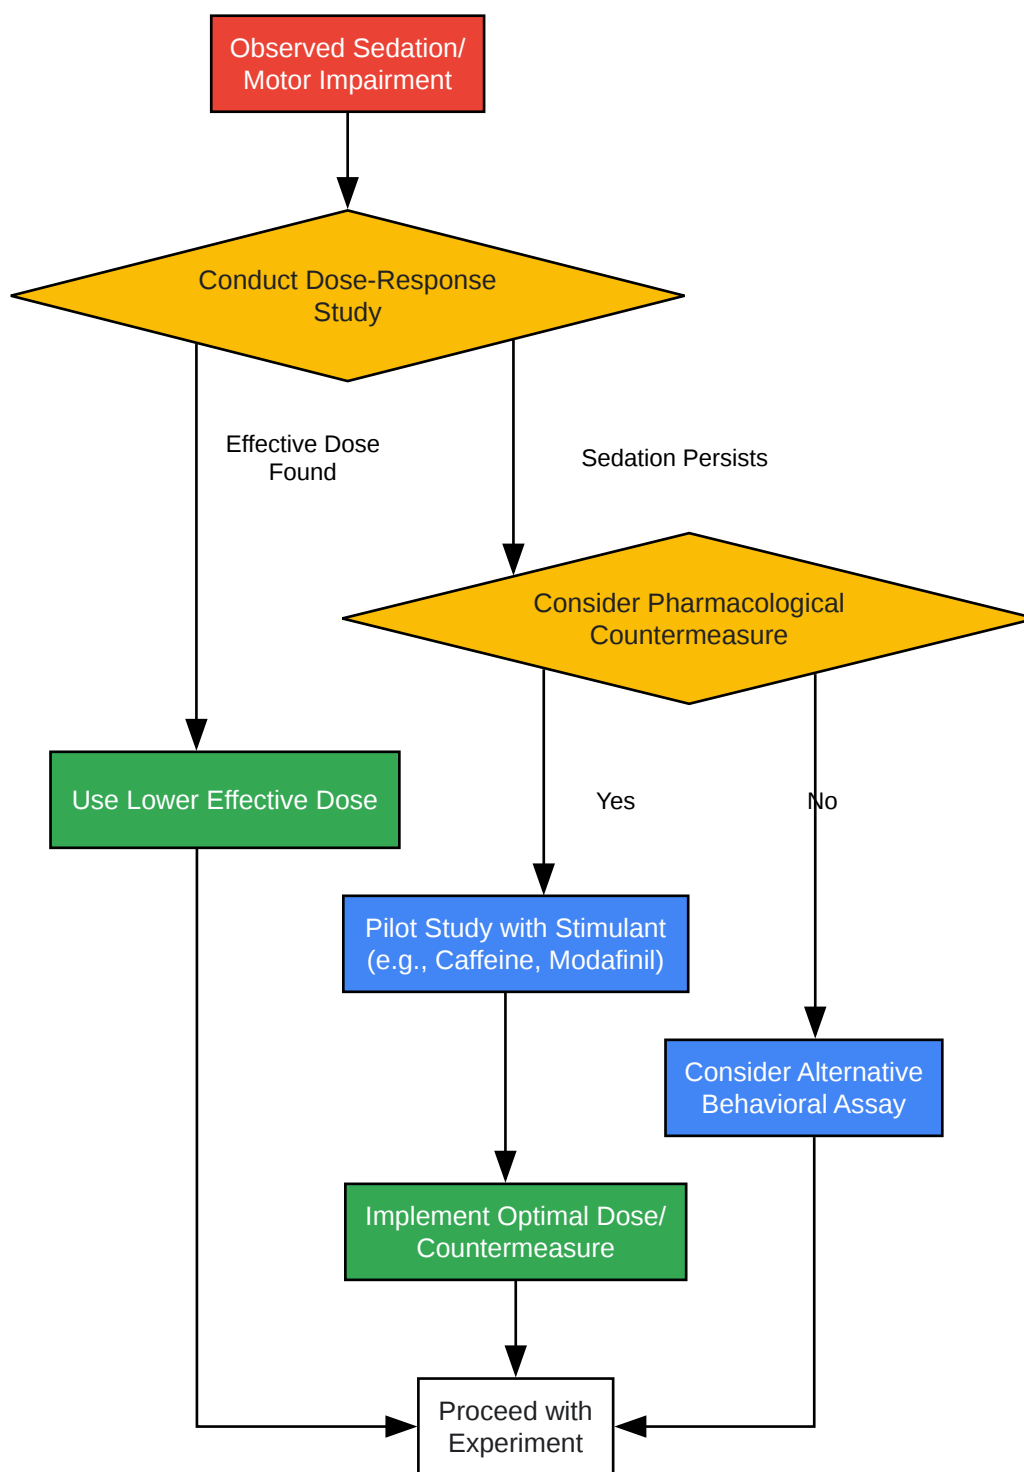 Observed Sedation/
Motor Impairment
Conduct Dose-Response
Study
Effective Dose
Found
Sedation Persists
Consider Pharmacological
Countermeasure
Use Lower Effective Dose
Yes
No
Pilot Study with Stimulant
(e.g., Caffeine, Modafinil)
Consider Alternative
Behavioral Assay
Implement Optimal Dose/
Countermeasure
Proceed with
Experiment